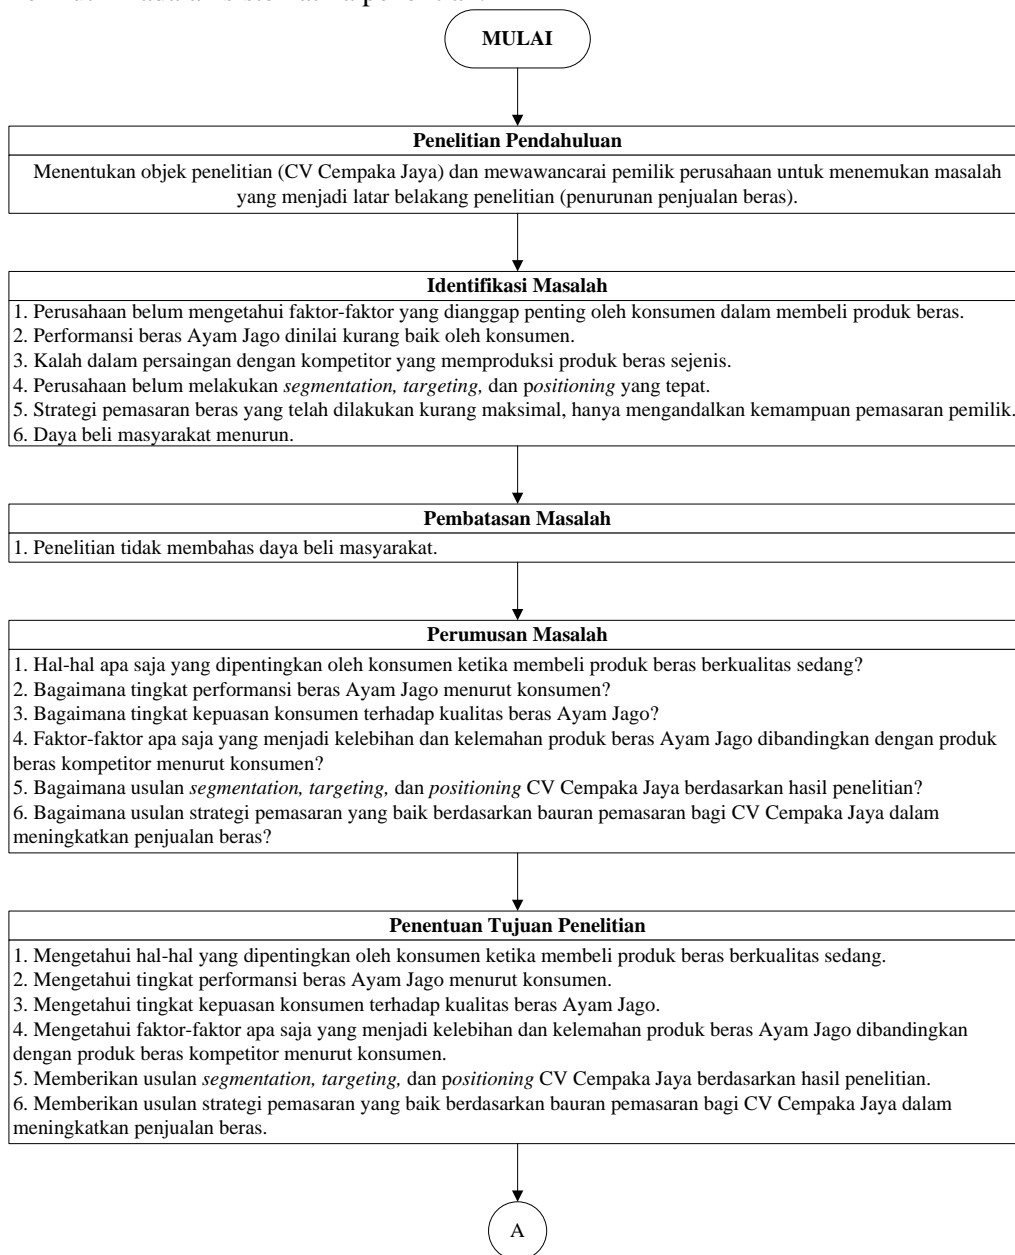 MULAI
Penelitian Pendahuluan
Menentukan objek penelitian (CV Cempaka Jaya) dan mewawancarai pemilik perusahaan untuk menemukan masalah
yang menjadi latar belakang penelitian (penurunan penjualan beras).
Identifikasi Masalah
1. Perusahaan belum mengetahui faktor-faktor yang dianggap penting oleh konsumen dalam membeli produk beras.
2. Performansi beras Ayam Jago dinilai kurang baik oleh konsumen.
3. Kalah dalam persaingan dengan kompetitor yang memproduksi produk beras sejenis.
4. Perusahaan belum melakukan segmentation, targeting, dan positioning yang tepat.
5. Strategi pemasaran beras yang telah dilakukan kurang maksimal, hanya mengandalkan kemampuan pemasaran pemilik.
6. Daya beli masyarakat menurun.
Pembatasan Masalah
1. Penelitian tidak membahas daya beli masyarakat.
Perumusan Masalah
1. Hal-hal apa saja yang dipentingkan oleh konsumen ketika membeli produk beras berkualitas sedang?
2. Bagaimana tingkat performansi beras Ayam Jago menurut konsumen?
3. Bagaimana tingkat kepuasan konsumen terhadap kualitas beras Ayam Jago?
4. Faktor-faktor apa saja yang menjadi kelebihan dan kelemahan produk beras Ayam Jago dibandingkan dengan produk
beras kompetitor menurut konsumen?
5. Bagaimana usulan segmentation, targeting, dan positioning CV Cempaka Jaya berdasarkan hasil penelitian?
6. Bagaimana usulan strategi pemasaran yang baik berdasarkan bauran pemasaran bagi CV Cempaka Jaya dalam
meningkatkan penjualan beras?
Penentuan Tujuan Penelitian
1. Mengetahui hal-hal yang dipentingkan oleh konsumen ketika membeli produk beras berkualitas sedang.
2. Mengetahui tingkat performansi beras Ayam Jago menurut konsumen.
3. Mengetahui tingkat kepuasan konsumen terhadap kualitas beras Ayam Jago.
4. Mengetahui faktor-faktor apa saja yang menjadi kelebihan dan kelemahan produk beras Ayam Jago dibandingkan
dengan produk beras kompetitor menurut konsumen.
5. Memberikan usulan segmentation, targeting, dan positioning CV Cempaka Jaya berdasarkan hasil penelitian.
6. Memberikan usulan strategi pemasaran yang baik berdasarkan bauran pemasaran bagi CV Cempaka Jaya dalam
meningkatkan penjualan beras.
A